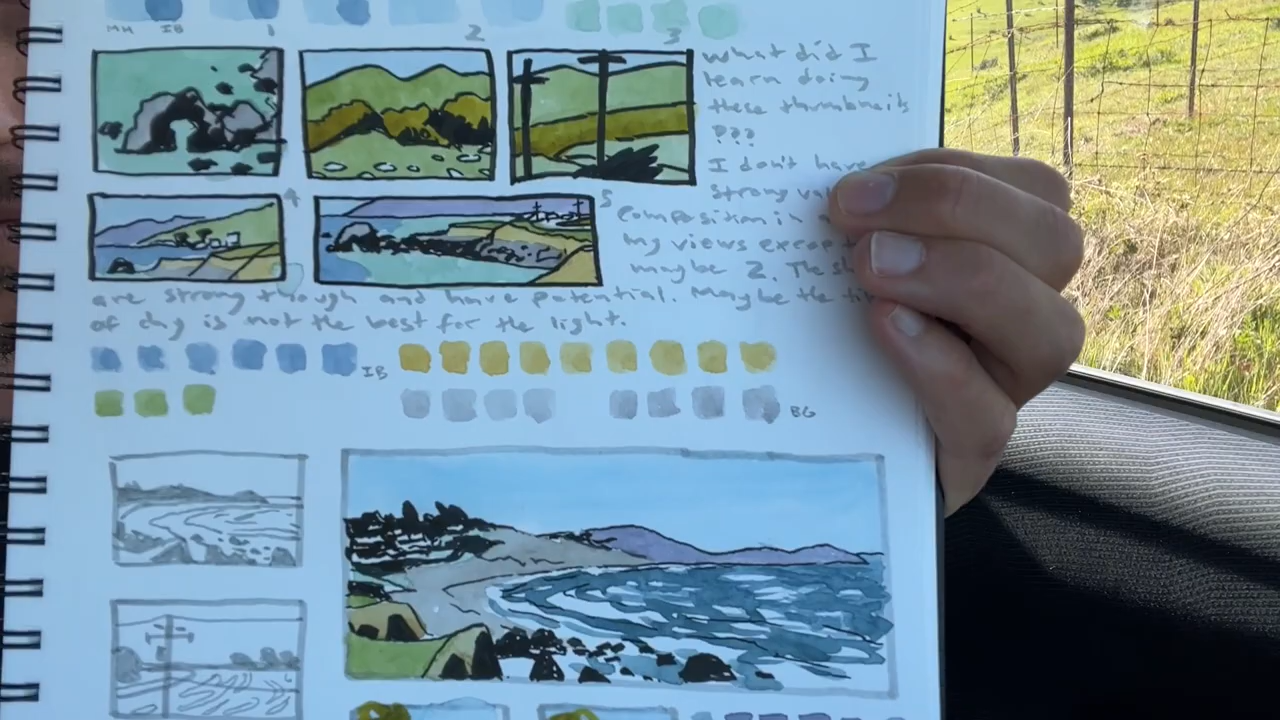 MH IB 1 2 3
What did I
learn doing
these thumbnails
???
I don't have
4 strong
5 composition in
my views except
maybe 2. The
are strong though and have potential. Maybe the
of day is not the best for the light.
IB
BG